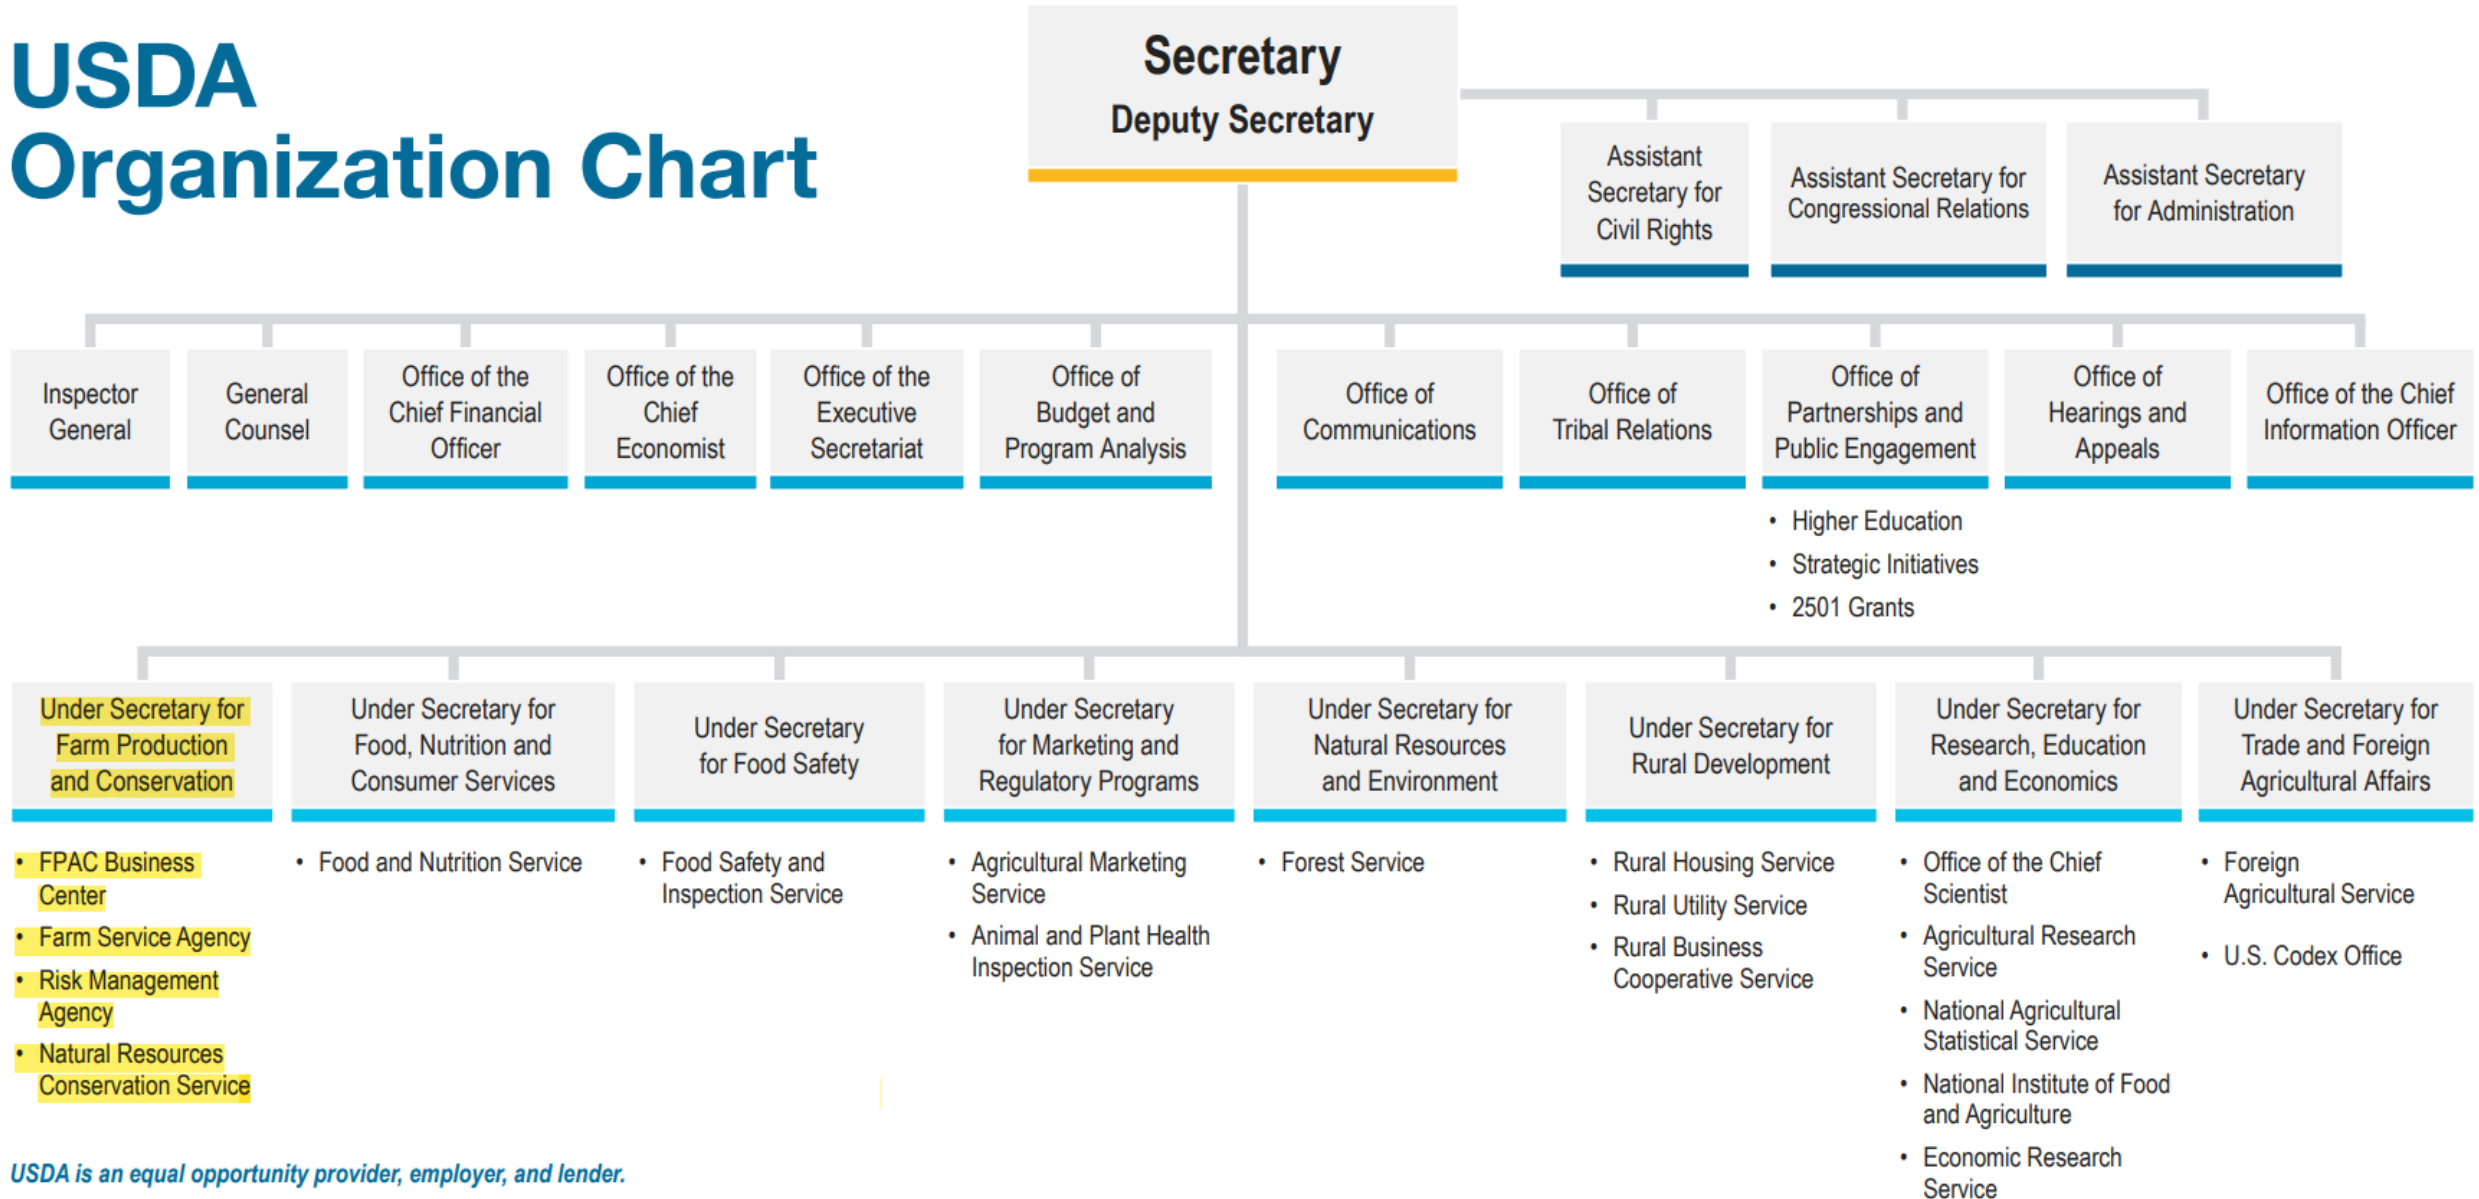 USDA
Organization Chart
Secretary
Deputy Secretary
Assistant
Secretary for
Civil Rights
Assistant Secretary for
Congressional Relations
Assistant Secretary
for Administration
Inspector
General
General
Counsel
Office of the
Chief Financial
Officer
Office of the
Chief
Economist
Office of the
Executive
Secretariat
Office of
Budget and
Program Analysis
Office of
Communications
Office of
Tribal Relations
Office of
Partnerships and
Public Engagement
• Higher Education
• Strategic Initiatives
• 2501 Grants
Office of
Hearings and
Appeals
Office of the Chief
Information Officer
Under Secretary for
Farm Production
and Conservation
• FPAC Business
Center
• Farm Service Agency
• Risk Management
Agency
• Natural Resources
Conservation Service
Under Secretary for
Food, Nutrition and
Consumer Services
• Food and Nutrition Service
Under Secretary
for Food Safety
• Food Safety and
Inspection Service
Under Secretary
for Marketing and
Regulatory Programs
• Agricultural Marketing
Service
• Animal and Plant Health
Inspection Service
Under Secretary for
Natural Resources
and Environment
• Forest Service
Under Secretary for
Rural Development
• Rural Housing Service
• Rural Utility Service
• Rural Business
Cooperative Service
Under Secretary for
Research, Education
and Economics
• Office of the Chief
Scientist
• Agricultural Research
Service
• National Agricultural
Statistical Service
• National Institute of Food
and Agriculture
• Economic Research
Service
Under Secretary for
Trade and Foreign
Agricultural Affairs
• Foreign
Agricultural Service
• U.S. Codex Office
USDA is an equal opportunity provider, employer, and lender.